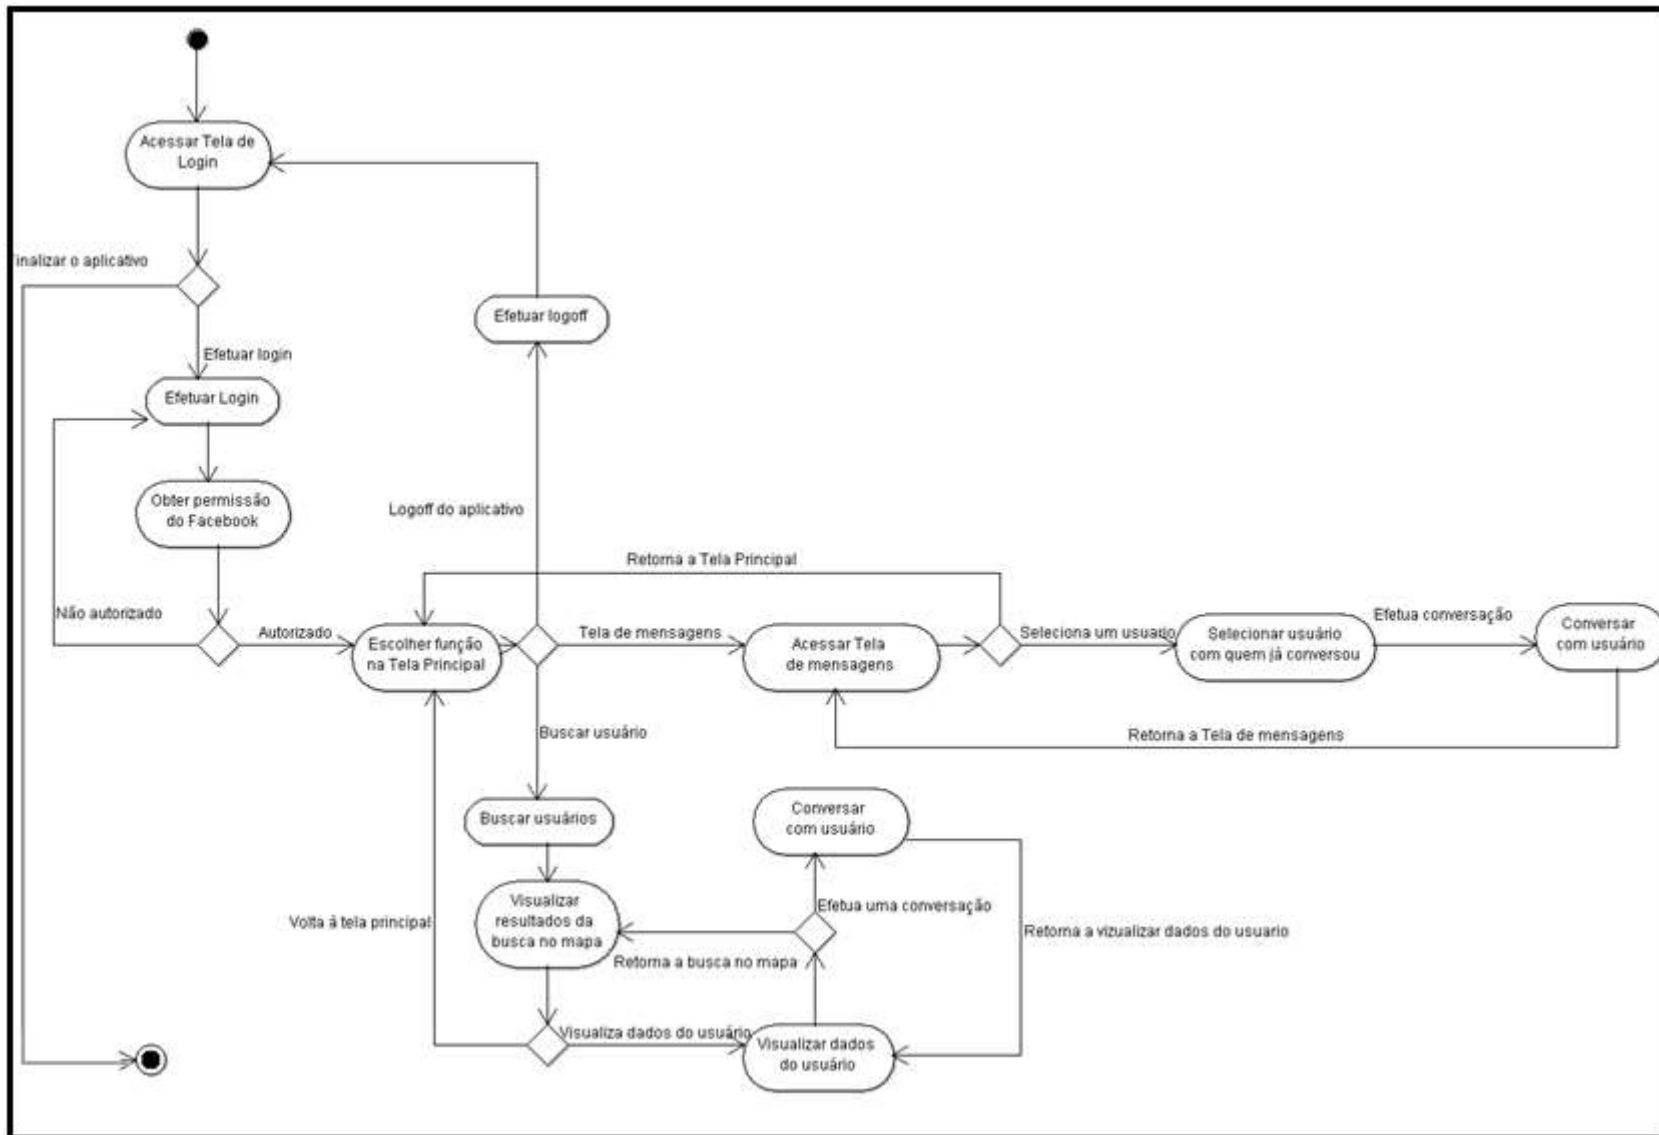 Acessar Tela de
Login
inalizar o aplicativo
Efetuar logoff
Efetuar login
Efetuar Login
Obter permissão
do Facebook
Logoff do aplicativo
Retorna a Tela Principal
Não autorizado
Autorizado
Escolher função
na Tela Principal
Tela de mensagens
Acessar Tela
de mensagens
Seleciona um usuario
Selecionar usuário
com quem já conversou
Efetua conversação
Conversar
com usuário
Buscar usuário
Retorna a Tela de mensagens
Buscar usuários
Conversar
com usuário
Visualizar
resultados da
busca no mapa
Volta à tela principal
Efetua uma conversação
Retorna a vizualizar dados do usuario
Retorna a busca no mapa
Visualiza dados do usuário
Visualizar dados
do usuário